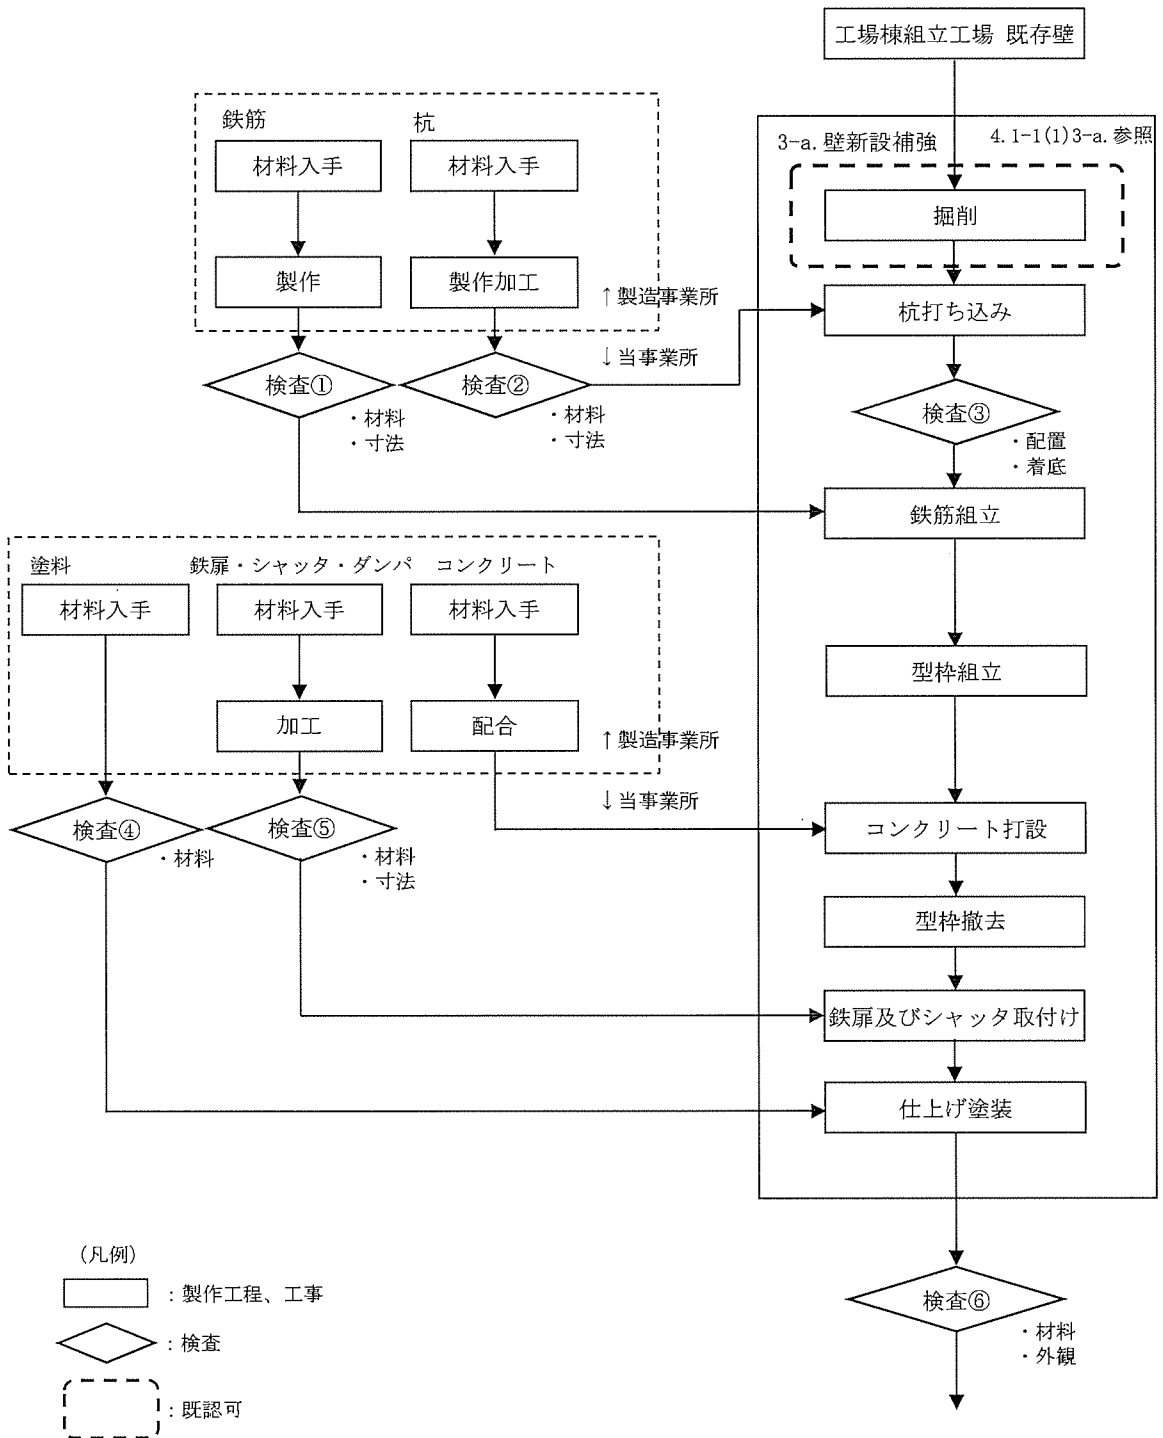 工場棟組立工場 既存壁
3-a. 壁新設補強
4.1-1(1)3-a. 参照
鉄筋
杭
材料入手
材料入手
掘削
製作
製作加工
↑製造事業所
杭打ち込み
↓当事業所
検査①
・材料
・寸法
検査②
・材料
・寸法
検査③
・配置
・着底
鉄筋組立
塗料
鉄扉・シャッタ・ダンパ
コンクリート
材料入手
材料入手
材料入手
型枠組立
加工
配合
↑製造事業所
↓当事業所
検査④
・材料
検査⑤
・材料
・寸法
コンクリート打設
型枠撤去
鉄扉及びシャッタ取付け
仕上げ塗装
検査⑥
・材料
・外観
(凡例)
：製作工程、工事
：検査
：既認可